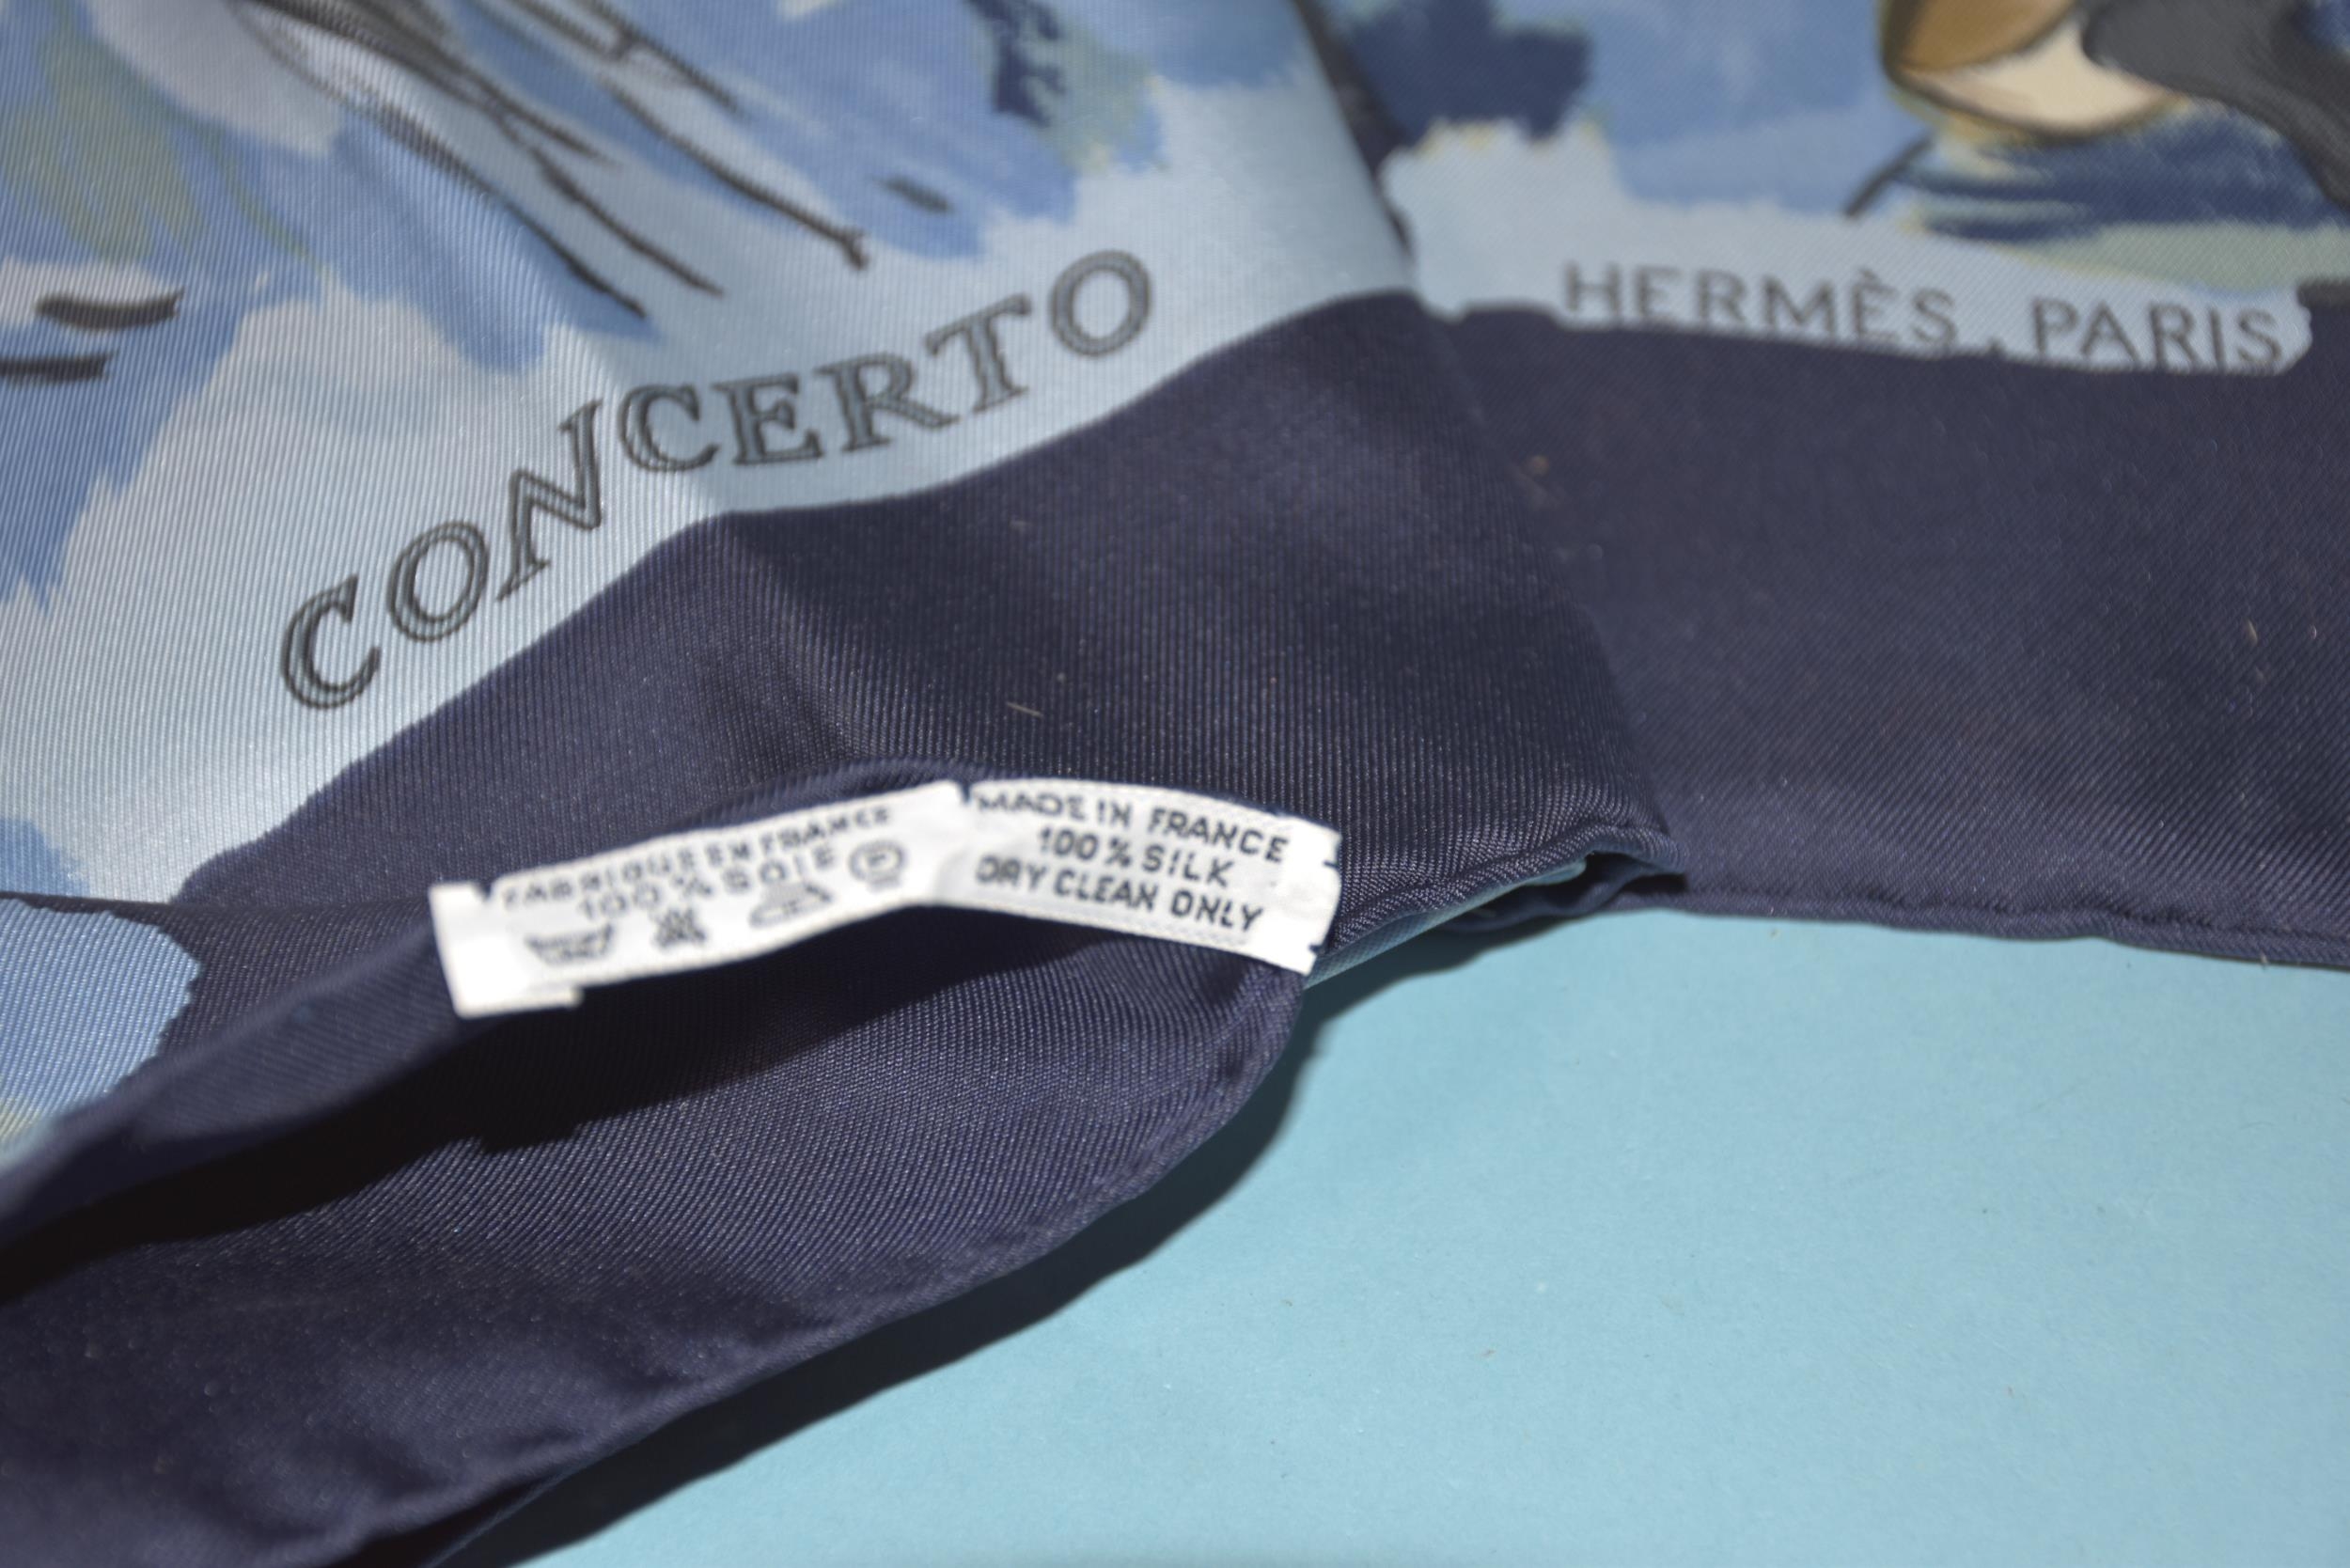 CONCERTO
HERMÈS . PARIS
FABRIQUE EN FRANCE
100 % SOIE
P
MADE IN FRANCE
100 % SILK
DRY CLEAN ONLY